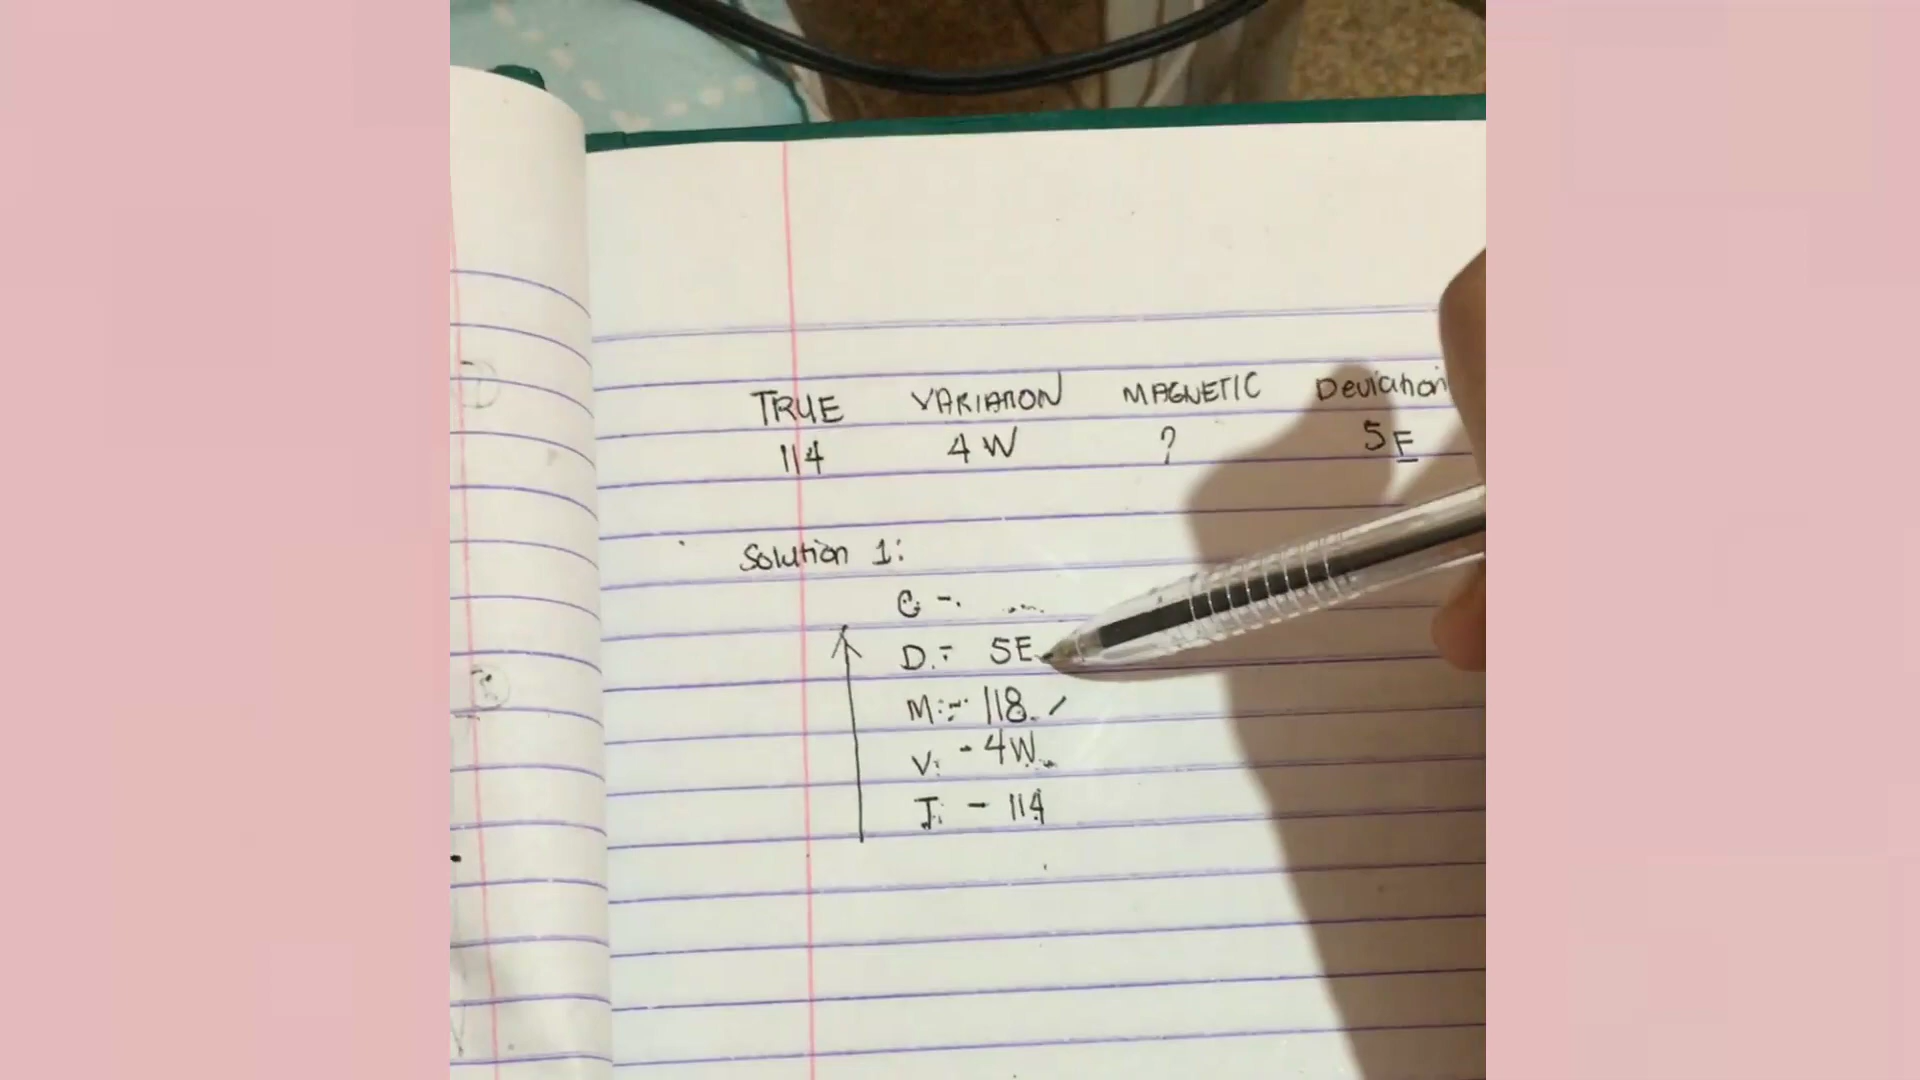 TRUE VARIATION MAGNETIC Deviation
114 4 W ? 5 E
Solution 1:
C -.
D:- 5E
M:- 118
V: - 4W
T: - 114